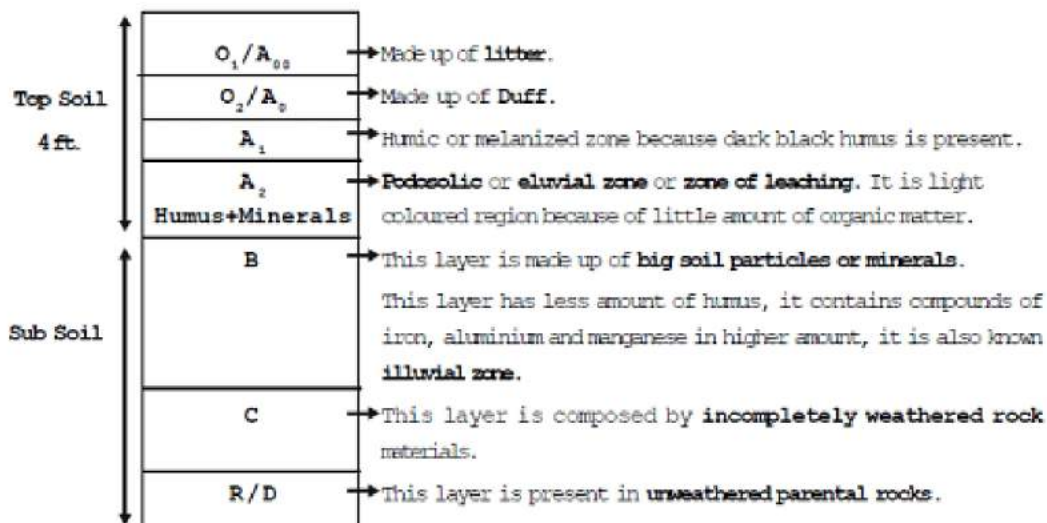 O₁/A₀₀ Made up of litter.
Top Soil
4 ft.
O₂/A₀ Made up of Duff.
A₁ Humic or melanized zone because dark black humus is present.
A₂ Podosolic or eluvial zone or zone of leaching. It is light
Humus+Minerals coloured region because of little amount of organic matter.
Sub Soil
B This layer is made up of big soil particles or minerals.
This layer has less amount of humus, it contains compounds of
iron, aluminium and manganese in higher amount, it is also known
illuvial zone.
C This layer is composed by incompletely weathered rock
materials.
R/D This layer is present in unweathered parental rocks.